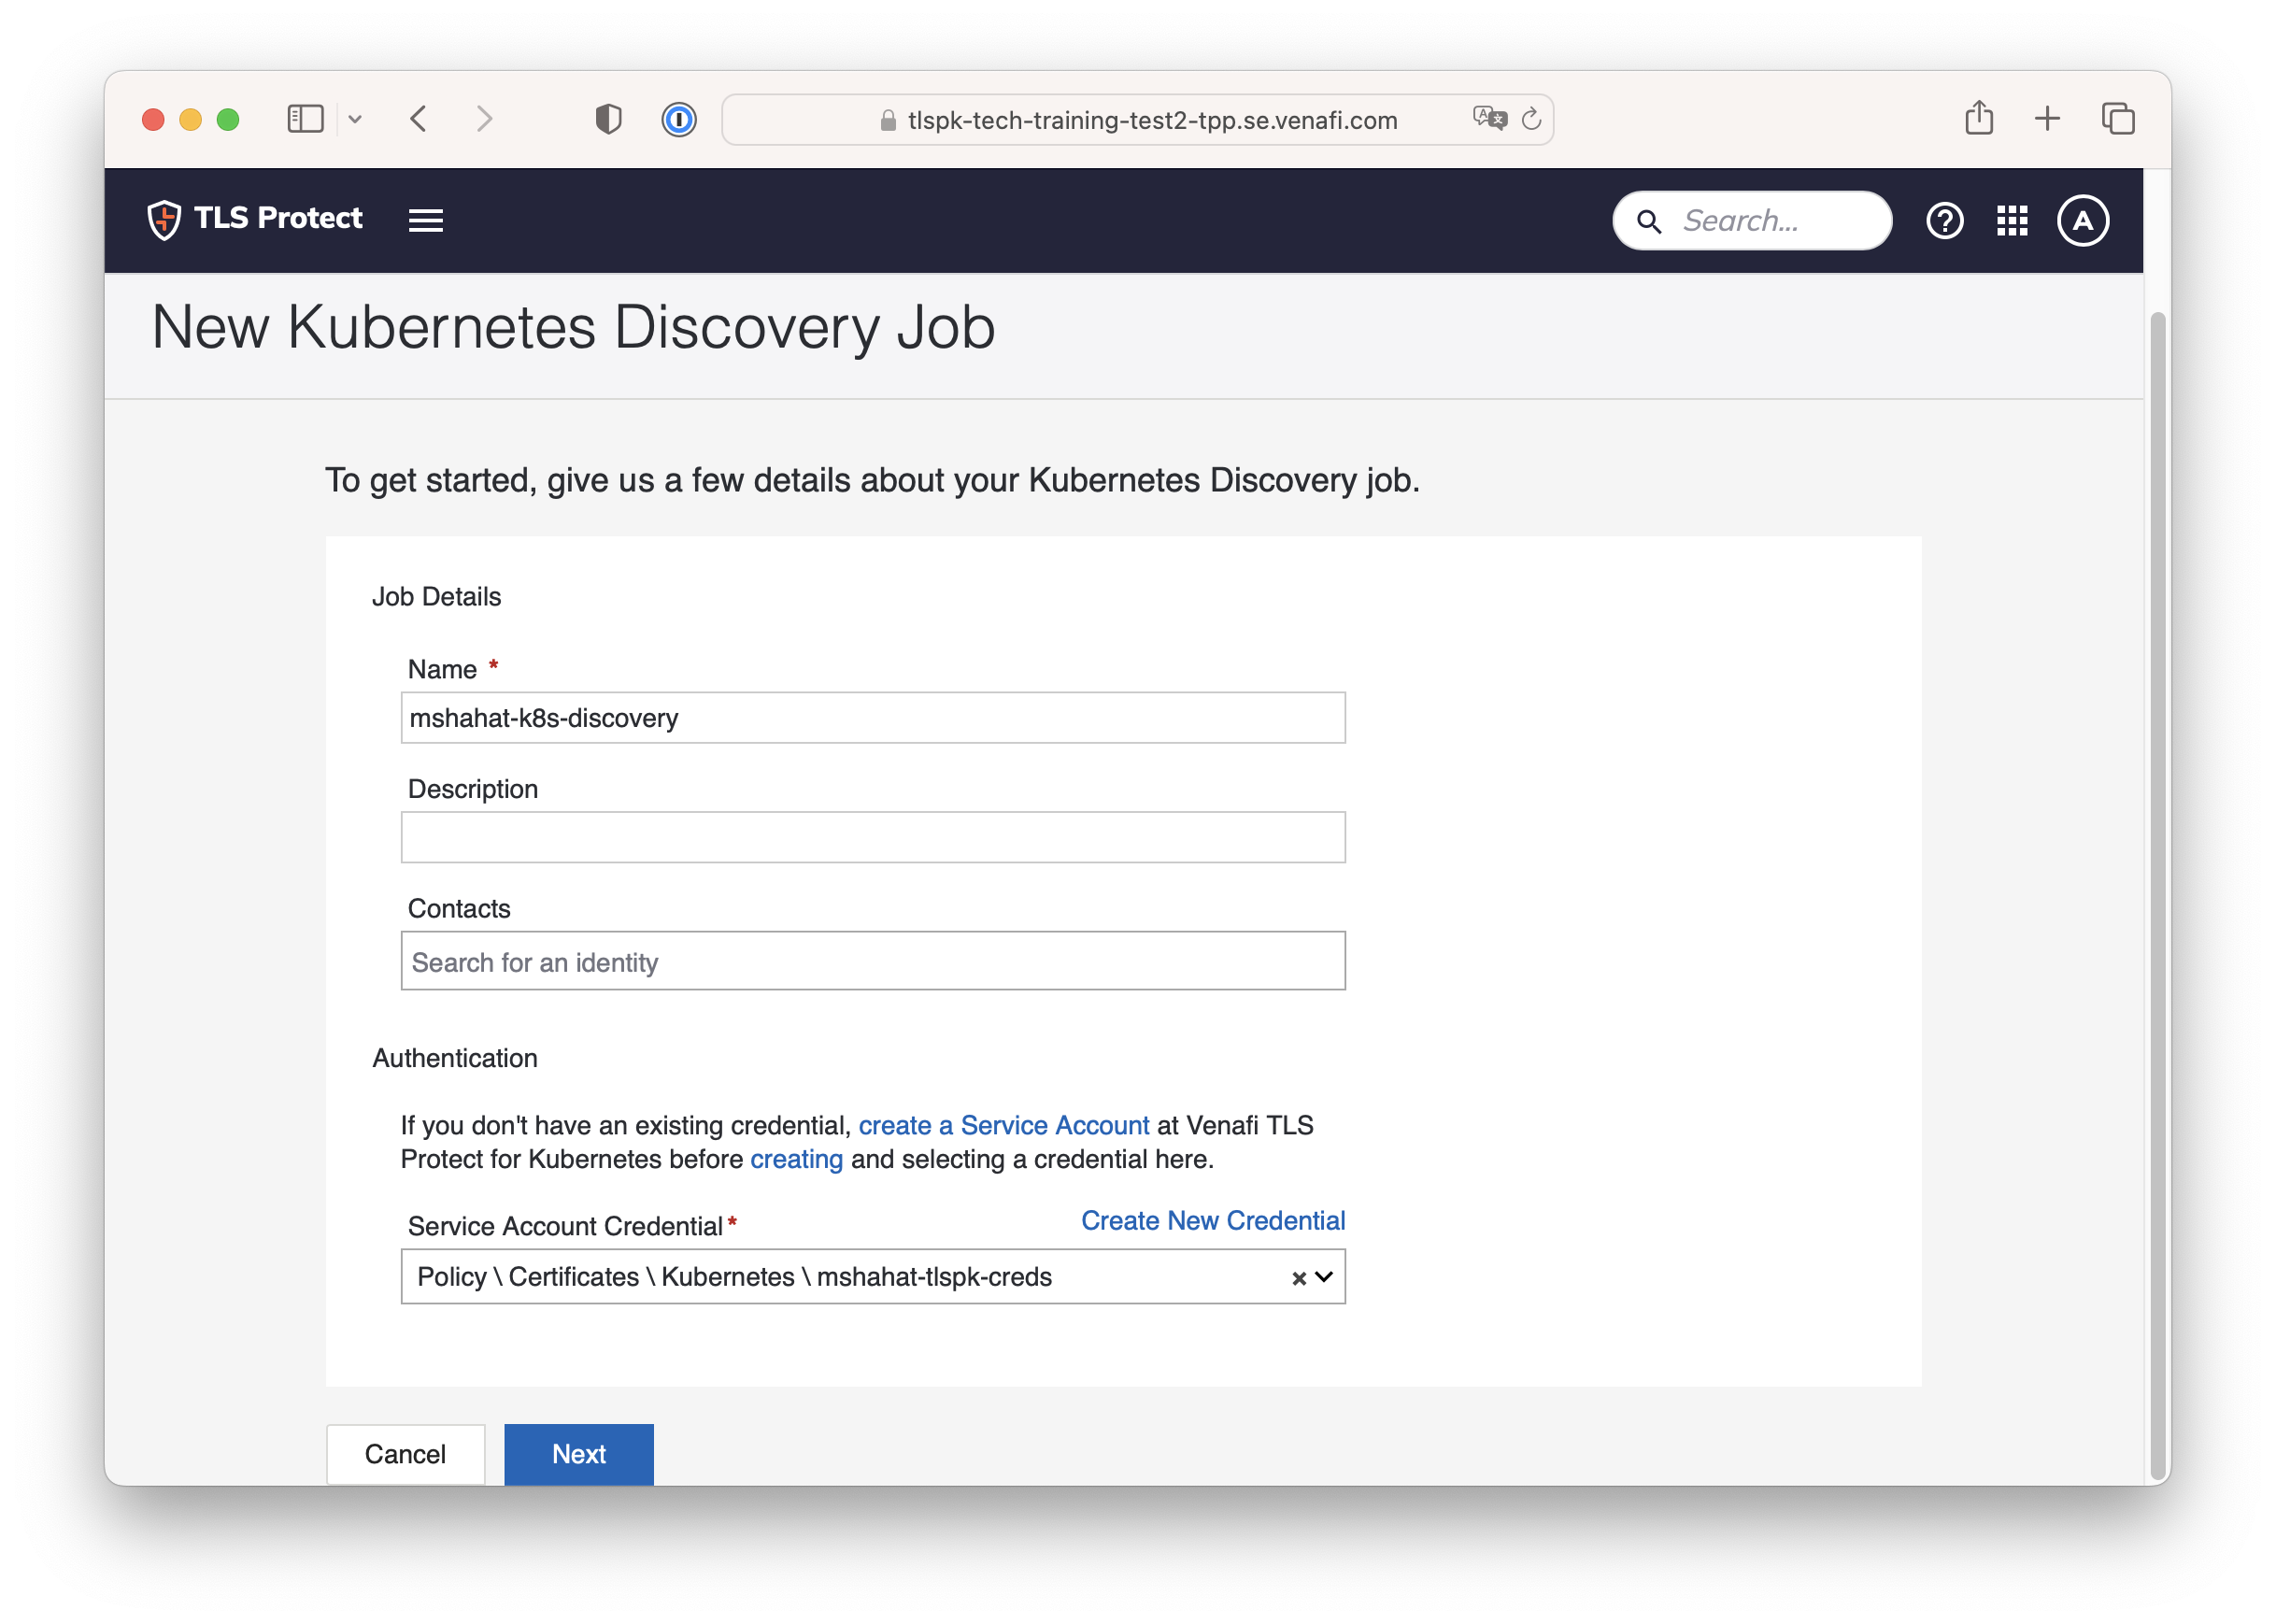 tlspk-tech-training-test2-tpp.se.venafi.com
TLS Protect
Search...
A
New Kubernetes Discovery Job
To get started, give us a few details about your Kubernetes Discovery job.
Job Details
Name *
mshahat-k8s-discovery
Description
Contacts
Search for an identity
Authentication
If you don't have an existing credential, create a Service Account at Venafi TLS
Protect for Kubernetes before creating and selecting a credential here.
Service Account Credential*
Create New Credential
Policy \ Certificates \ Kubernetes \ mshahat-tlspk-creds
Cancel
Next